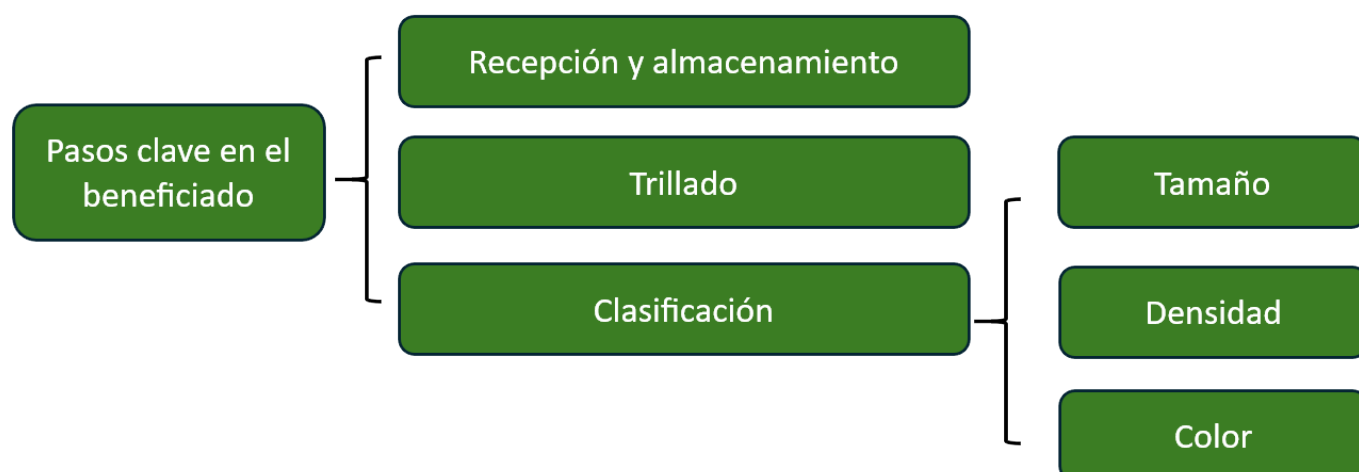 Pasos clave en el
beneficiado
Recepción y almacenamiento
Trillado
Clasificación
Tamaño
Densidad
Color